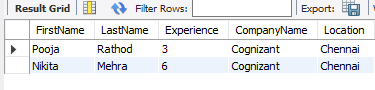 Result Grid Filter Rows: Export:
FirstName LastName Experience CompanyName Location
Pooja Rathod 3 Cognizant Chennai
Nikita Mehra 6 Cognizant Chennai